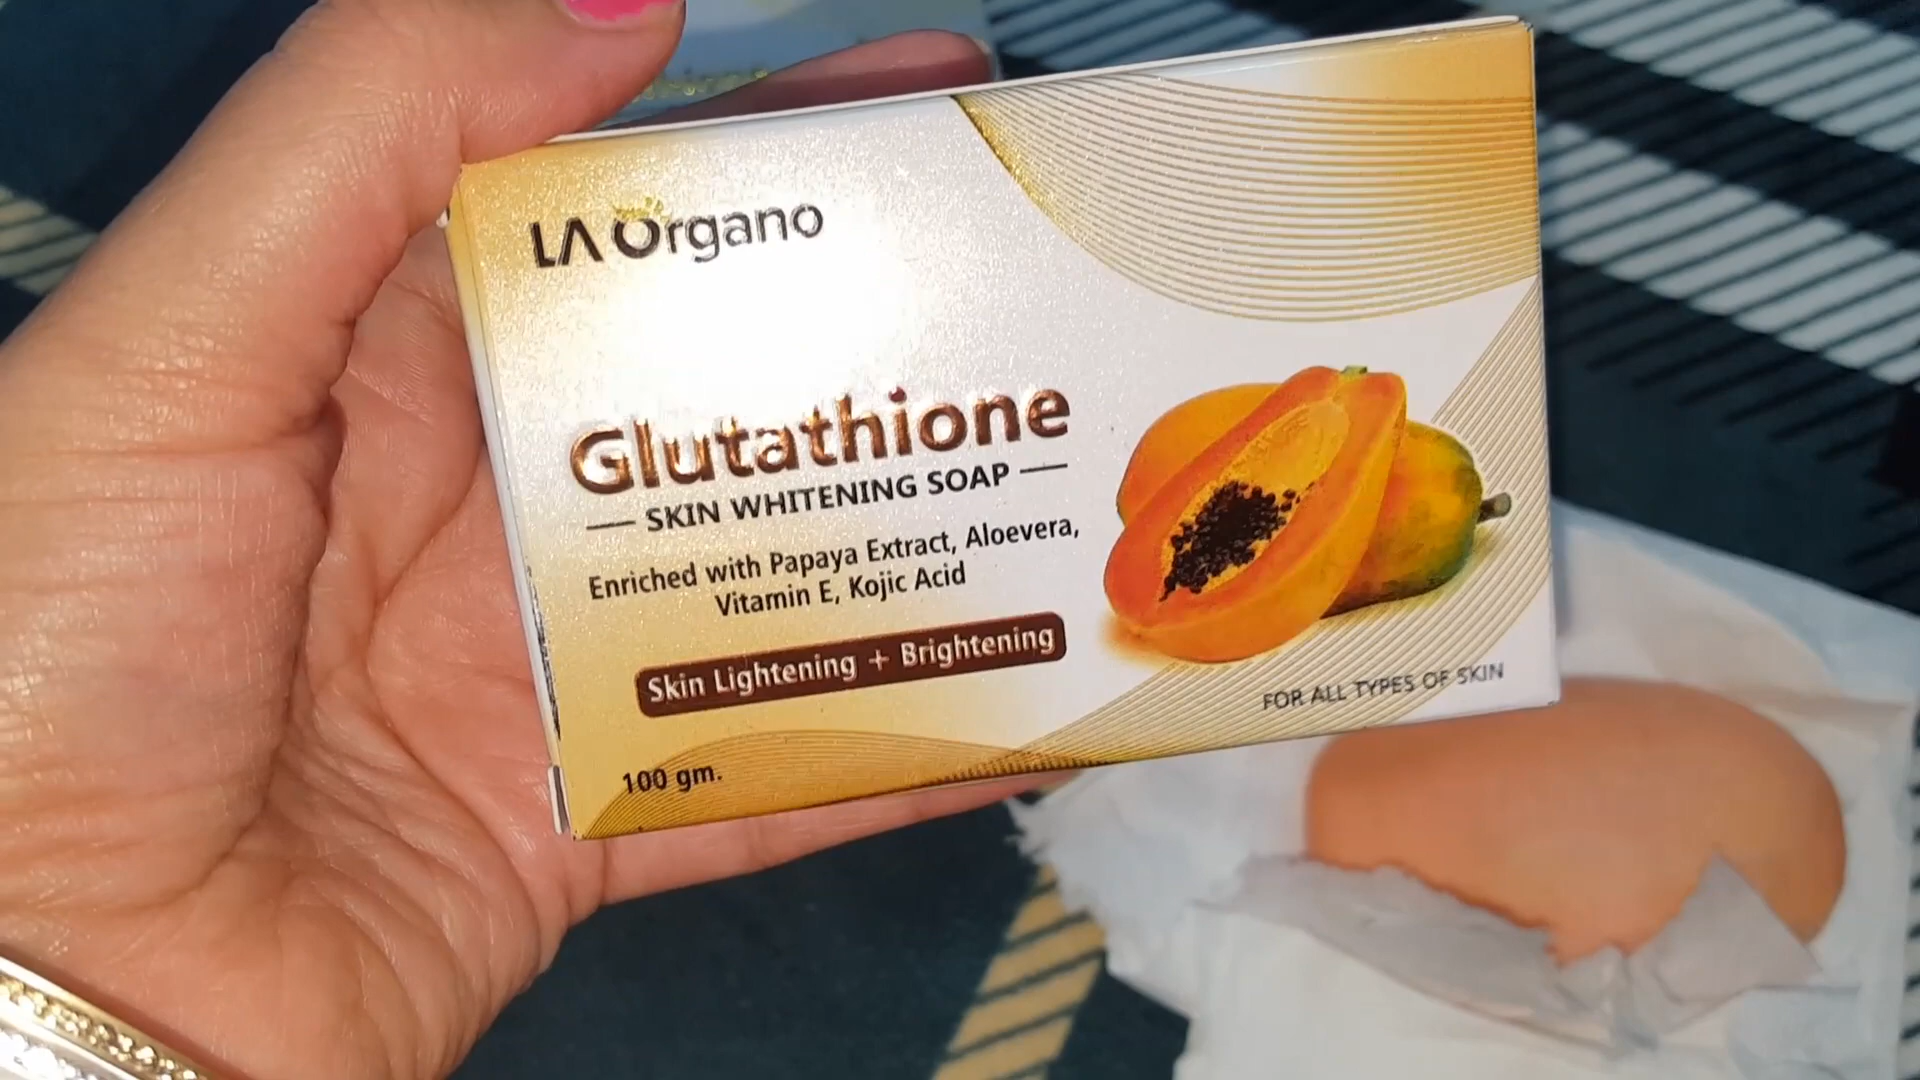 LA Organo
Glutathione
SKIN WHITENING SOAP
Enriched with Papaya Extract, Aloevera,
Vitamin E, Kojic Acid
Skin Lightening + Brightening
FOR ALL TYPES OF SKIN
100 gm.